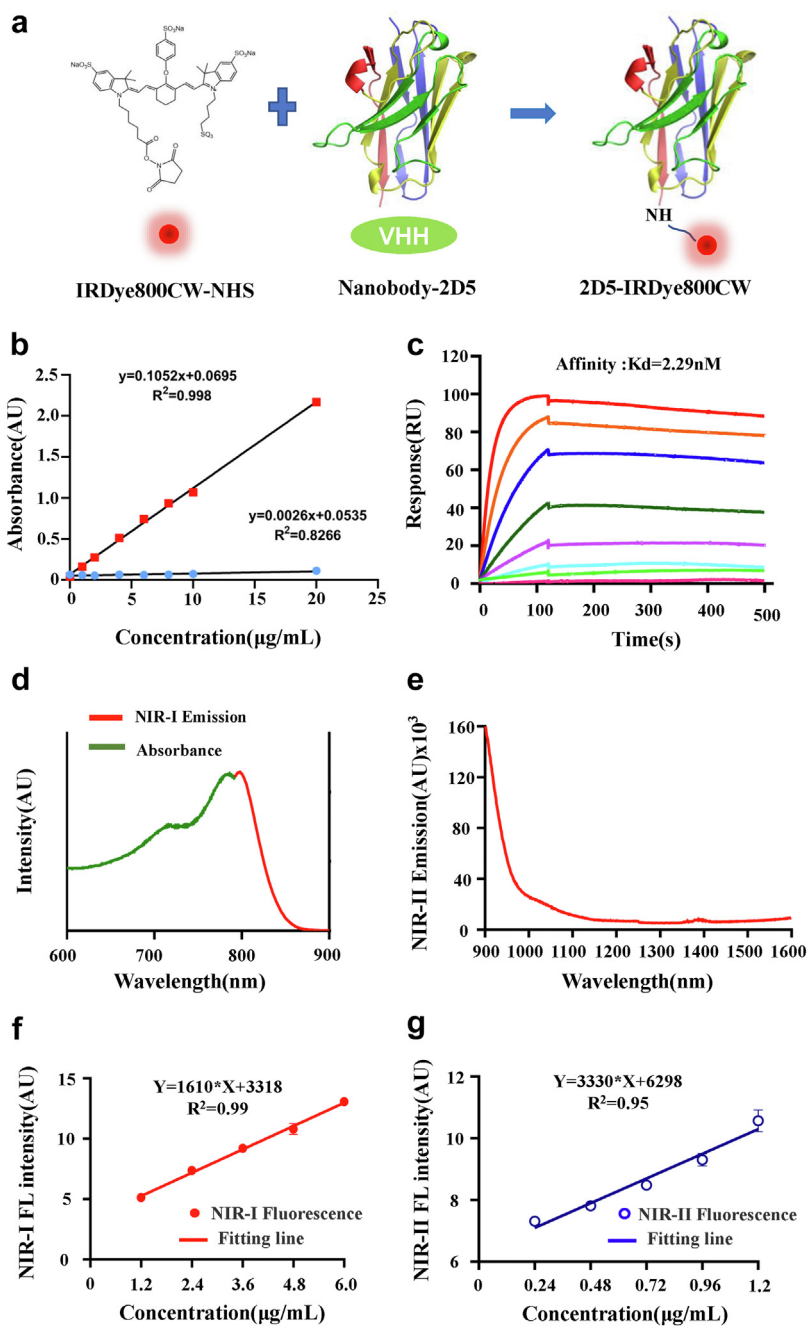 a
SO₃Na
SO₃Na
SO₃Na
O
N
N⁺
SO₃⁻
O
O
O
N
O
VHH
NH
IRDye800CW-NHS
Nanobody-2D5
2D5-IRDye800CW
b
y=0.1052x+0.0695
R²=0.998
y=0.0026x+0.0535
R²=0.8266
Absorbance(AU)
2.5
2.0
1.5
1.0
0.5
0.0
0 5 10 15 20 25
Concentration(μg/mL)
c
Affinity :Kd=2.29nM
Response(RU)
120
100
80
60
40
20
0
0 100 200 300 400 500
Time(s)
d
NIR-I Emission
Absorbance
Intensity(AU)
600 700 800 900
Wavelength(nm)
e
NIR-II Emission(AU)x10³
160
120
80
40
0
900 1000 1100 1200 1300 1400 1500 1600
Wavelength(nm)
f
Y=1610*X+3318
R²=0.99
NIR-I FL intensity(AU)
15
10
5
0
NIR-I Fluorescence
Fitting line
0 1.2 2.4 3.6 4.8 6.0
Concentration(μg/mL)
g
Y=3330*X+6298
R²=0.95
NIR-II FL intensity(AU)
12
10
8
6
NIR-II Fluorescence
Fitting line
0 0.24 0.48 0.72 0.96 1.2
Concentration(μg/mL)